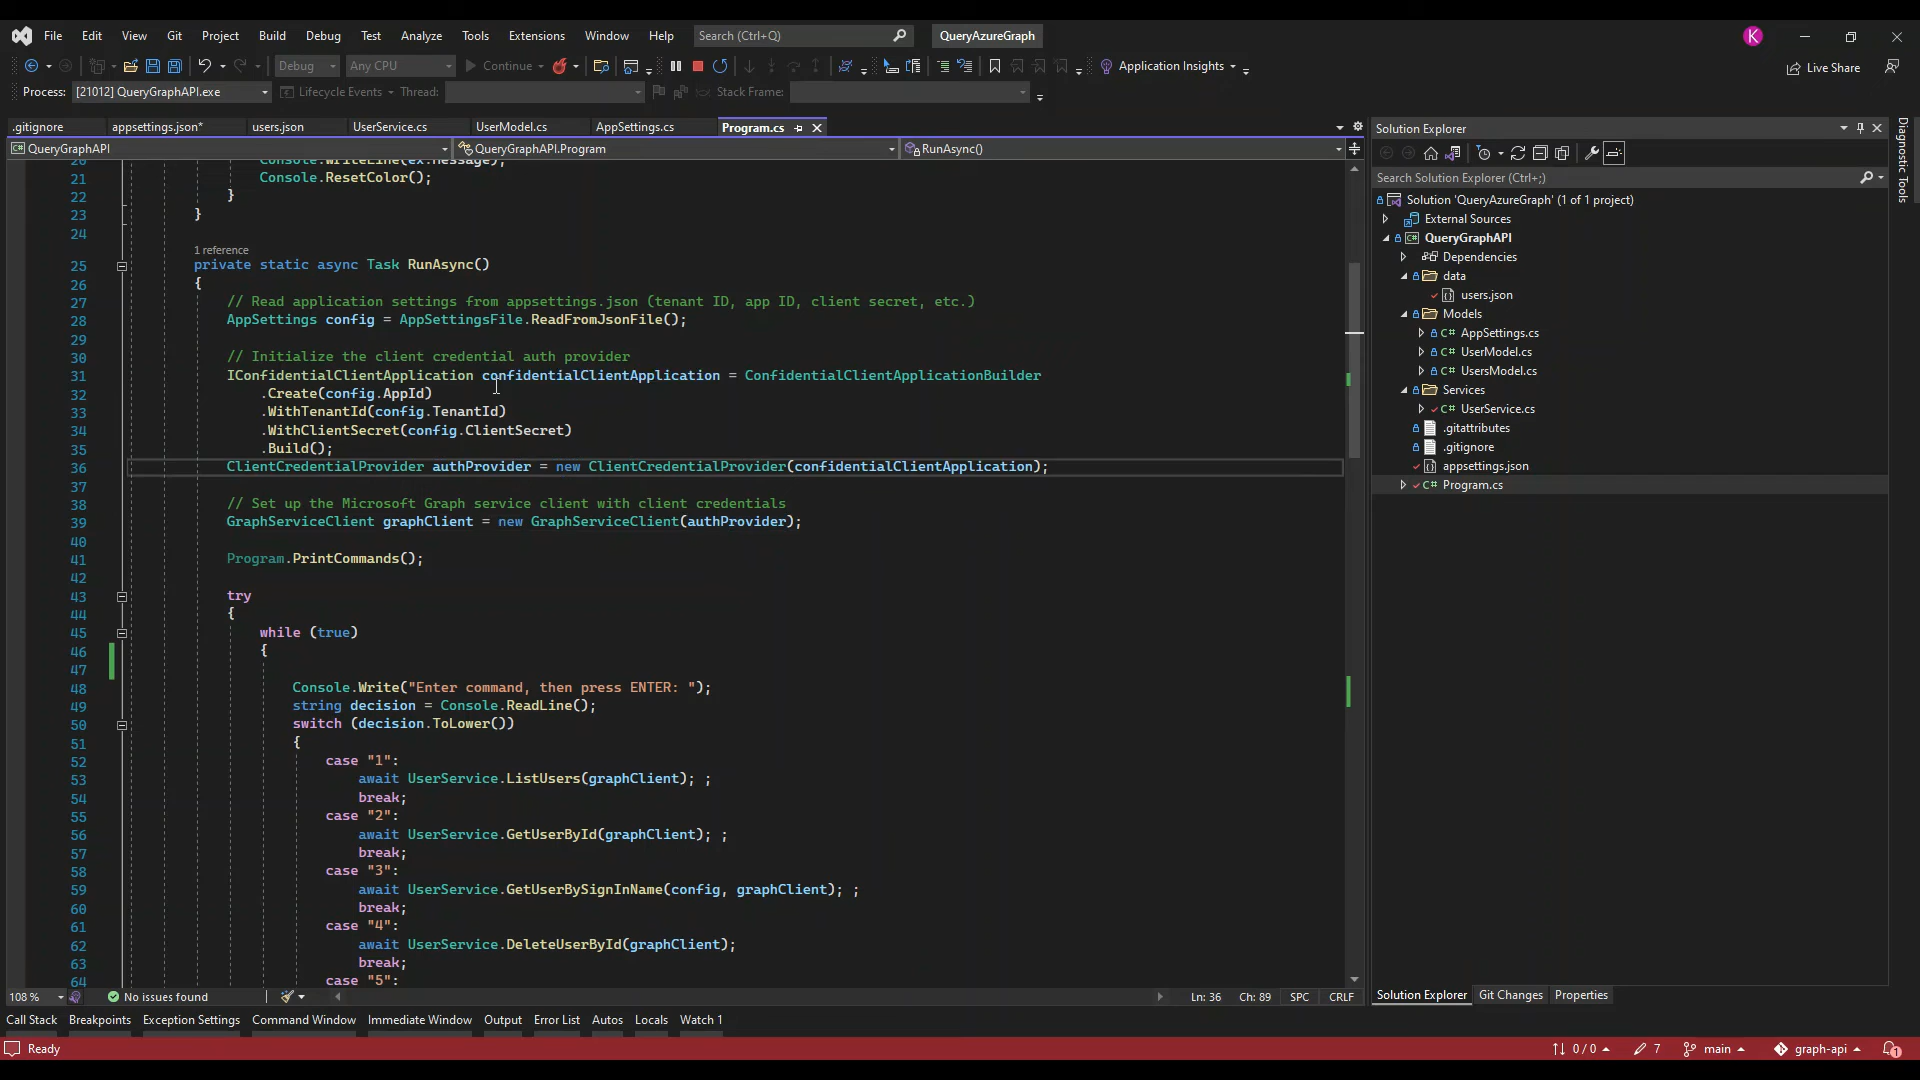 File Edit View Git Project Build Debug Test Analyze Tools Extensions Window Help Search (Ctrl+Q) QueryAzureGraph K
Debug Any CPU Continue Application Insights Live Share
Process: [21012] QueryGraphAPI.exe Lifecycle Events Thread: Stack Frame:
.gitignore appsettings.json* users.json UserService.cs UserModel.cs AppSettings.cs Program.cs
QueryGraphAPI QueryGraphAPI.Program RunAsync()
20 Console.WriteLine(ex.Message);
21 Console.ResetColor();
22 }
23 }
24
1 reference
25 private static async Task RunAsync()
26 {
27 // Read application settings from appsettings.json (tenant ID, app ID, client secret, etc.)
28 AppSettings config = AppSettingsFile.ReadFromJsonFile();
29
30 // Initialize the client credential auth provider
31 IConfidentialClientApplication confidentialClientApplication = ConfidentialClientApplicationBuilder
32 .Create(config.AppId)
33 .WithTenantId(config.TenantId)
34 .WithClientSecret(config.ClientSecret)
35 .Build();
36 ClientCredentialProvider authProvider = new ClientCredentialProvider(confidentialClientApplication);
37
38 // Set up the Microsoft Graph service client with client credentials
39 GraphServiceClient graphClient = new GraphServiceClient(authProvider);
40
41 Program.PrintCommands();
42
43 try
44 {
45 while (true)
46 {
47
48 Console.Write("Enter command, then press ENTER: ");
49 string decision = Console.ReadLine();
50 switch (decision.ToLower())
51 {
52 case "1":
53 await UserService.ListUsers(graphClient); ;
54 break;
55 case "2":
56 await UserService.GetUserById(graphClient); ;
57 break;
58 case "3":
59 await UserService.GetUserBySignInName(config, graphClient); ;
60 break;
61 case "4":
62 await UserService.DeleteUserById(graphClient);
63 break;
64 case "5":
108 % No issues found Ln: 36 Ch: 89 SPC CRLF
Call Stack Breakpoints Exception Settings Command Window Immediate Window Output Error List Autos Locals Watch 1
Solution Explorer
Search Solution Explorer (Ctrl+;)
Solution 'QueryAzureGraph' (1 of 1 project)
External Sources
QueryGraphAPI
Dependencies
data
users.json
Models
AppSettings.cs
UserModel.cs
UsersModel.cs
Services
UserService.cs
.gitattributes
.gitignore
appsettings.json
Program.cs
Solution Explorer Git Changes Properties
Diagnostic Tools
Ready 0 / 0 7 main graph-api 1